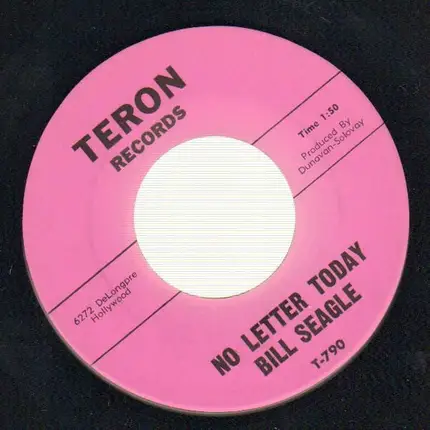 TERON
RECORDS
Time 1:50
Produced By
Dunavan-Solovay
6272 DeLongpre
Hollywood
NO LETTER TODAY
BILL SEAGLE
T-790